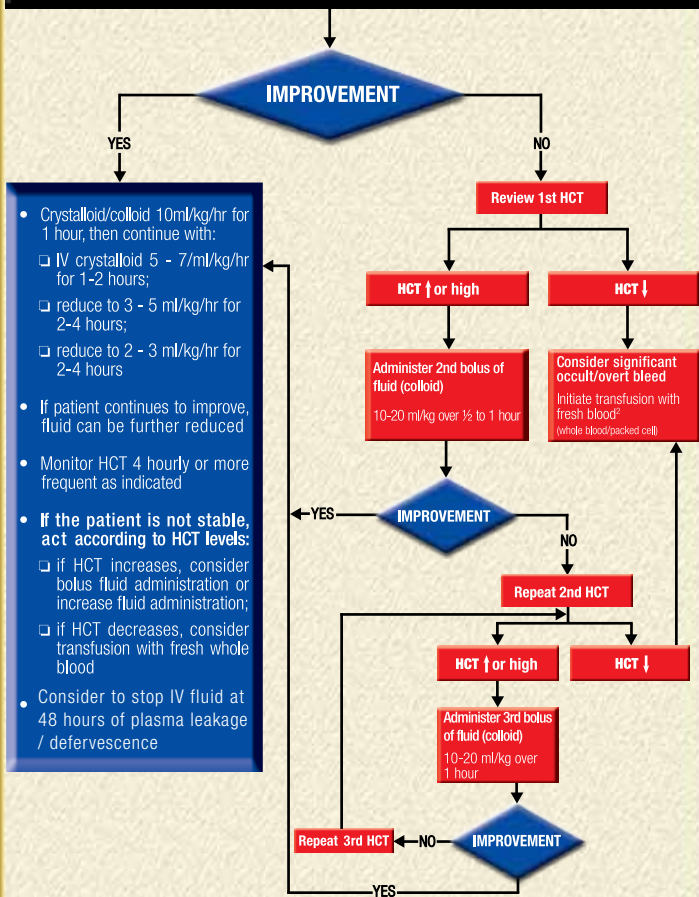 IMPROVEMENT
YES
NO
• Crystalloid/colloid 10ml/kg/hr for
1 hour, then continue with:
❏ IV crystalloid 5 - 7/ml/kg/hr
for 1-2 hours;
❏ reduce to 3 - 5 ml/kg/hr for
2-4 hours;
❏ reduce to 2 - 3 ml/kg/hr for
2-4 hours
• If patient continues to improve,
fluid can be further reduced
• Monitor HCT 4 hourly or more
frequent as indicated
• If the patient is not stable,
act according to HCT levels:
❏ if HCT increases, consider
bolus fluid administration or
increase fluid administration;
❏ if HCT decreases, consider
transfusion with fresh whole
blood
• Consider to stop IV fluid at
48 hours of plasma leakage
/ defervescence
Review 1st HCT
HCT ↑ or high
HCT ↓
Administer 2nd bolus of
fluid (colloid)
10-20 ml/kg over ½ to 1 hour
Consider significant
occult/overt bleed
Initiate transfusion with
fresh blood²
(whole blood/packed cell)
YES
IMPROVEMENT
NO
Repeat 2nd HCT
HCT ↑ or high
HCT ↓
Administer 3rd bolus
of fluid (colloid)
10-20 ml/kg over
1 hour
Repeat 3rd HCT
NO
IMPROVEMENT
YES